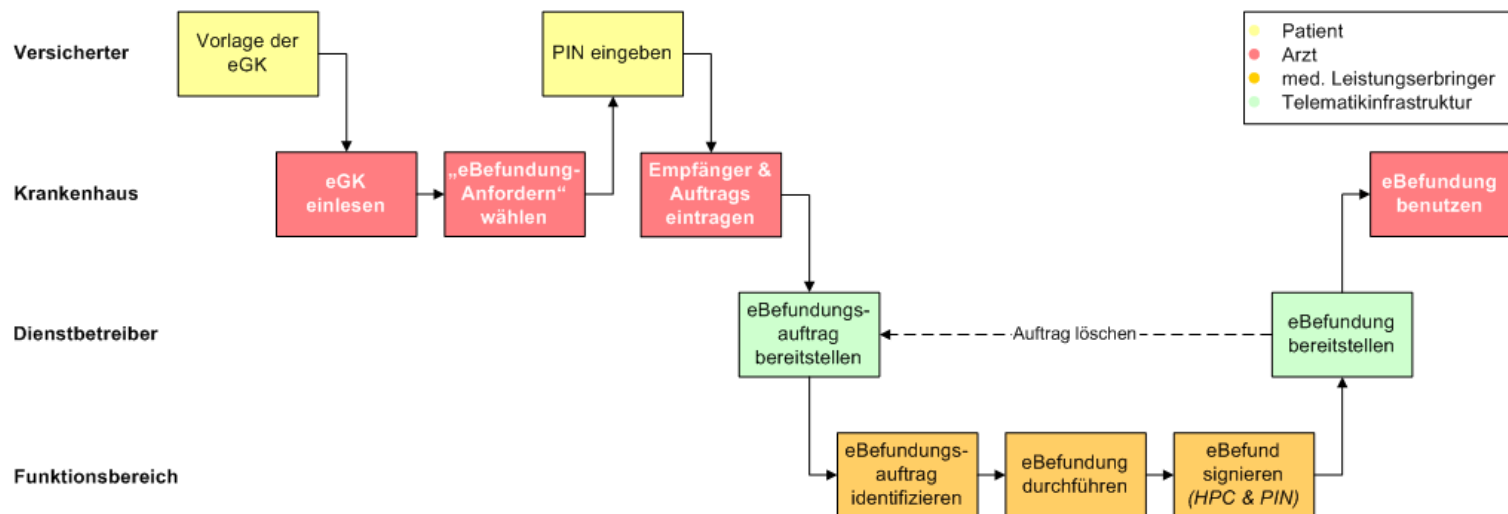 Versicherter
Vorlage der
eGK
PIN eingeben
Patient
Arzt
med. Leistungserbringer
Telematikinfrastruktur
Krankenhaus
eGK
einlesen
„eBefundung-
Anfordern“
wählen
Empfänger &
Auftrags
eintragen
eBefundung
benutzen
Dienstbetreiber
eBefundungs-
auftrag
bereitstellen
Auftrag löschen
eBefundung
bereitstellen
Funktionsbereich
eBefundungs-
auftrag
identifizieren
eBefundung
durchführen
eBefund
signieren
(HPC & PIN)